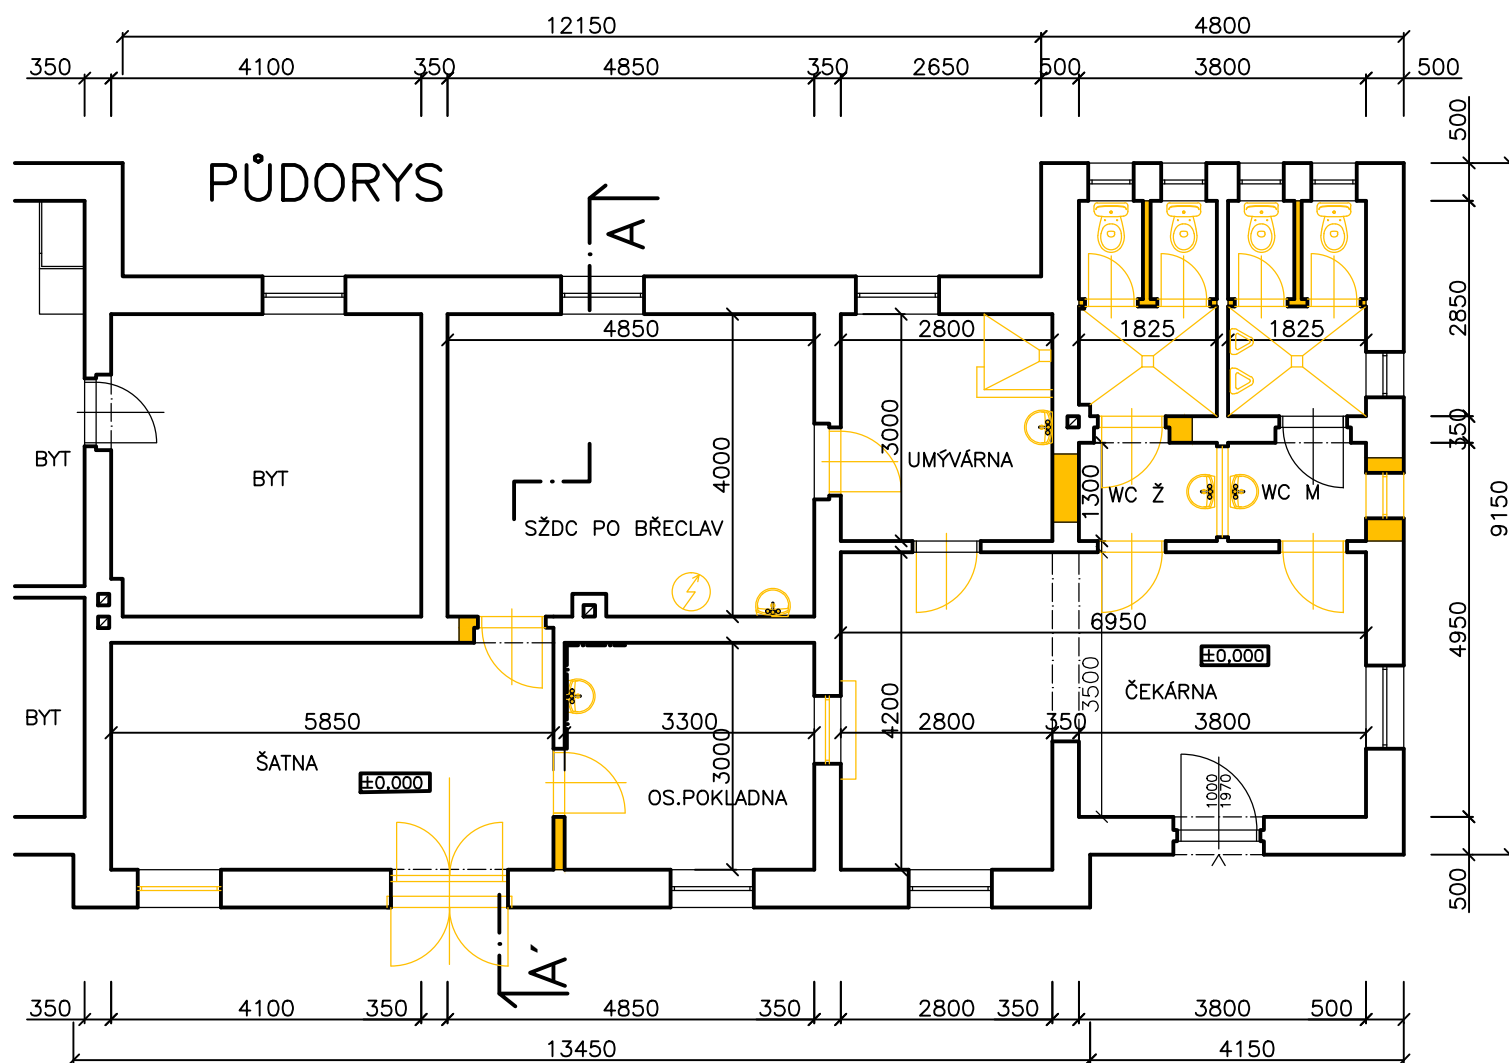 12150 4800
350 4100 350 4850 350 2650 500 3800 500
500
PŮDORYS
A
2850
4850 2800 1825 1825
3000
350
4000
BYT
BYT
UMÝVÁRNA
1300
WC Ž
WC M
9150
SŽDC PO BŘECLAV
6950
4950
±0,000
3500
ČEKÁRNA
BYT
5850 3300 2800 350 3800
4200
3000
ŠATNA
±0,000
OS.POKLADNA
1000
1970
500
A´
350 4100 350 4850 350 2800 350 3800 500
13450 4150